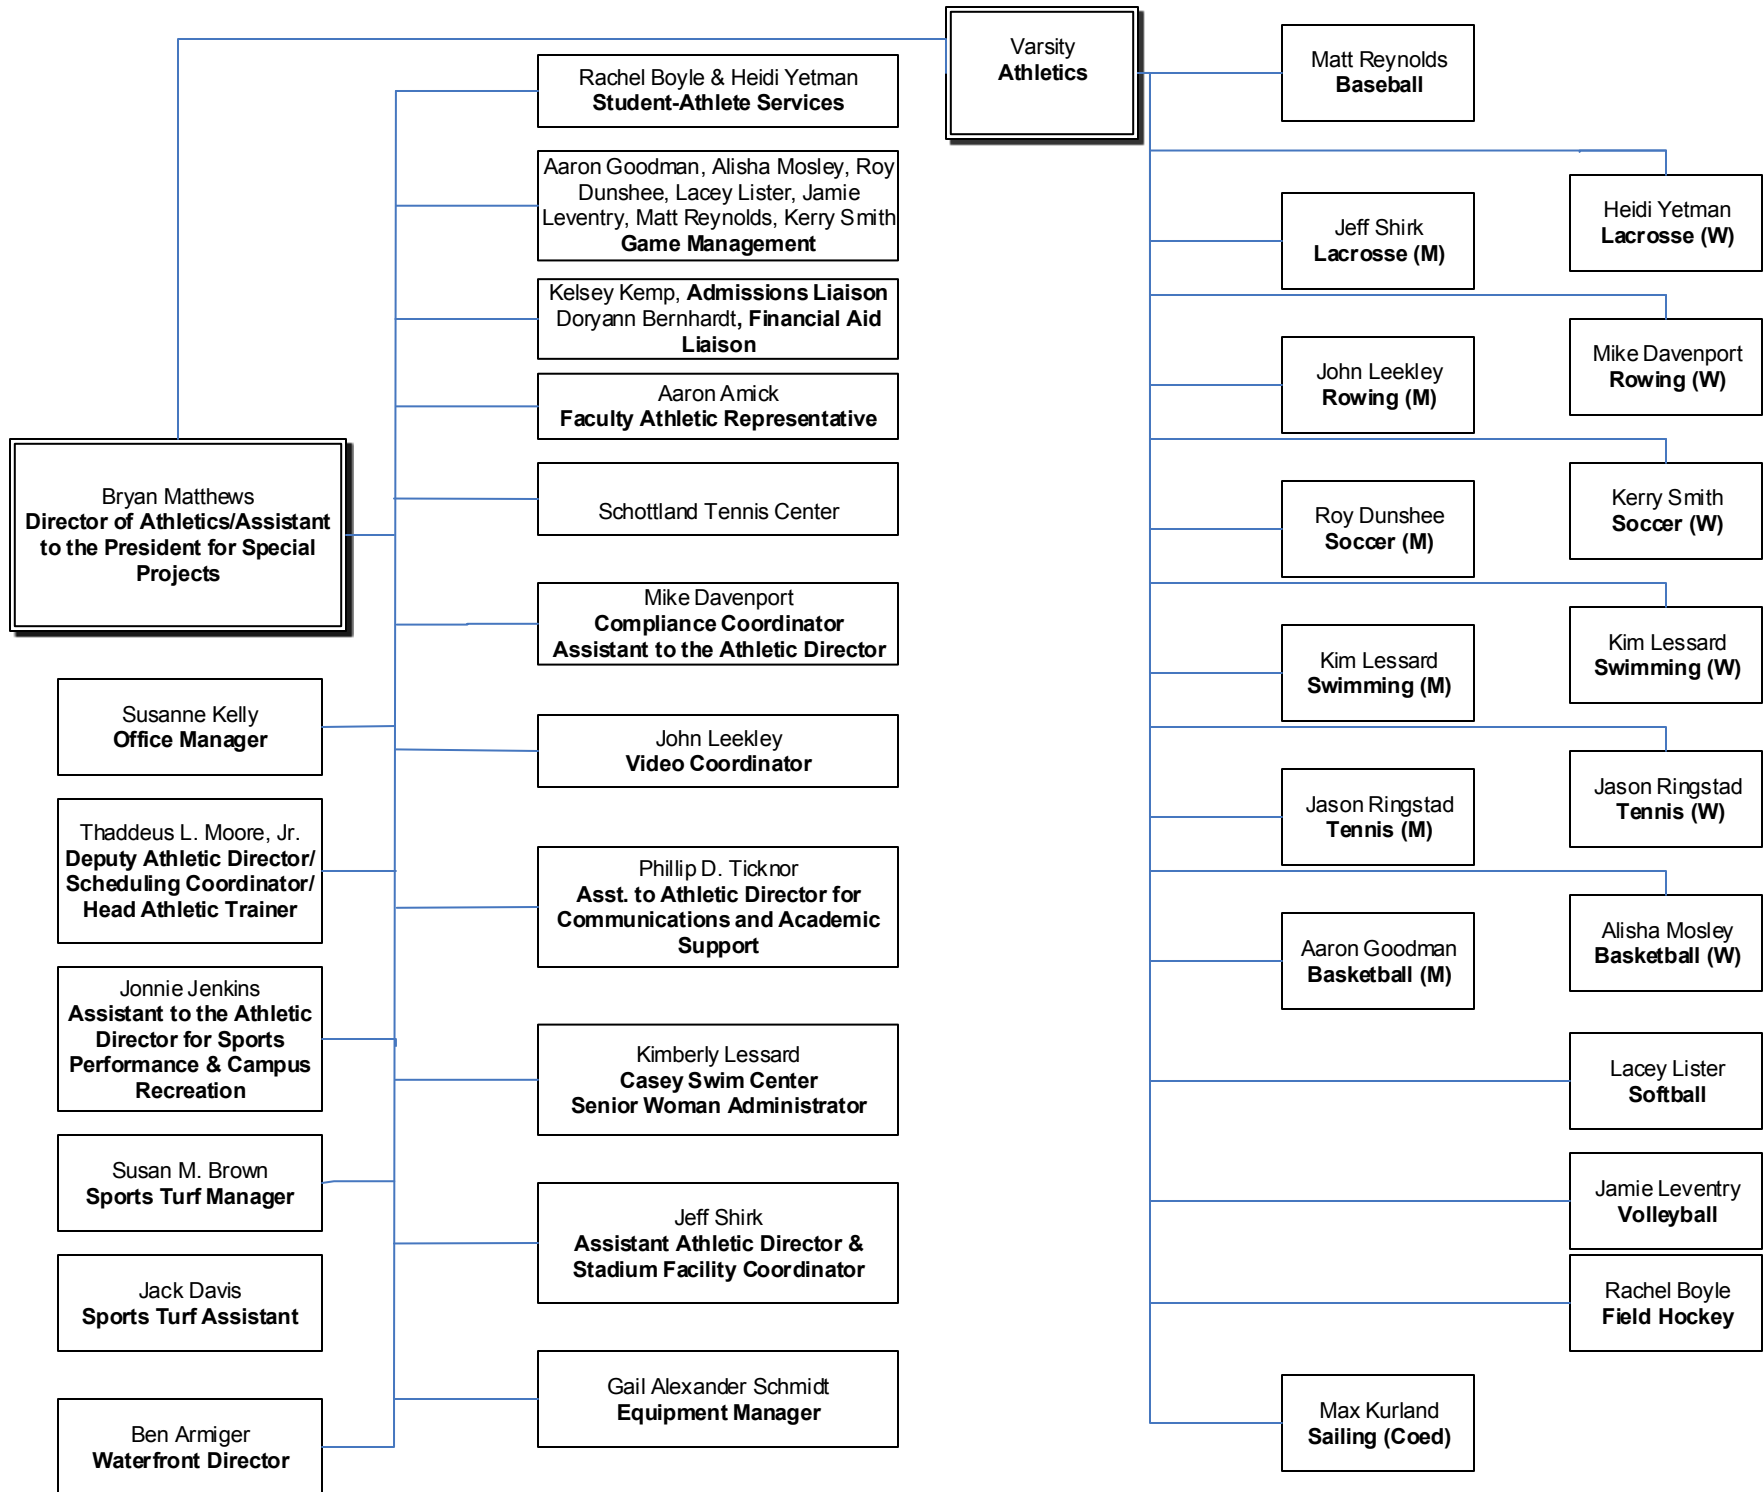 Varsity
Athletics
Bryan Matthews
Director of Athletics/Assistant
to the President for Special
Projects
Susanne Kelly
Office Manager
Thaddeus L. Moore, Jr.
Deputy Athletic Director/
Scheduling Coordinator/
Head Athletic Trainer
Jonnie Jenkins
Assistant to the Athletic
Director for Sports
Performance & Campus
Recreation
Susan M. Brown
Sports Turf Manager
Jack Davis
Sports Turf Assistant
Ben Armiger
Waterfront Director
Rachel Boyle & Heidi Yetman
Student-Athlete Services
Aaron Goodman, Alisha Mosley, Roy
Dunshee, Lacey Lister, Jamie
Leventry, Matt Reynolds, Kerry Smith
Game Management
Kelsey Kemp, Admissions Liaison
Doryann Bernhardt, Financial Aid
Liaison
Aaron Amick
Faculty Athletic Representative
Schottland Tennis Center
Mike Davenport
Compliance Coordinator
Assistant to the Athletic Director
John Leekley
Video Coordinator
Phillip D. Ticknor
Asst. to Athletic Director for
Communications and Academic
Support
Kimberly Lessard
Casey Swim Center
Senior Woman Administrator
Jeff Shirk
Assistant Athletic Director &
Stadium Facility Coordinator
Gail Alexander Schmidt
Equipment Manager
Matt Reynolds
Baseball
Jeff Shirk
Lacrosse (M)
John Leekley
Rowing (M)
Roy Dunshee
Soccer (M)
Kim Lessard
Swimming (M)
Jason Ringstad
Tennis (M)
Aaron Goodman
Basketball (M)
Max Kurland
Sailing (Coed)
Heidi Yetman
Lacrosse (W)
Mike Davenport
Rowing (W)
Kerry Smith
Soccer (W)
Kim Lessard
Swimming (W)
Jason Ringstad
Tennis (W)
Alisha Mosley
Basketball (W)
Lacey Lister
Softball
Jamie Leventry
Volleyball
Rachel Boyle
Field Hockey